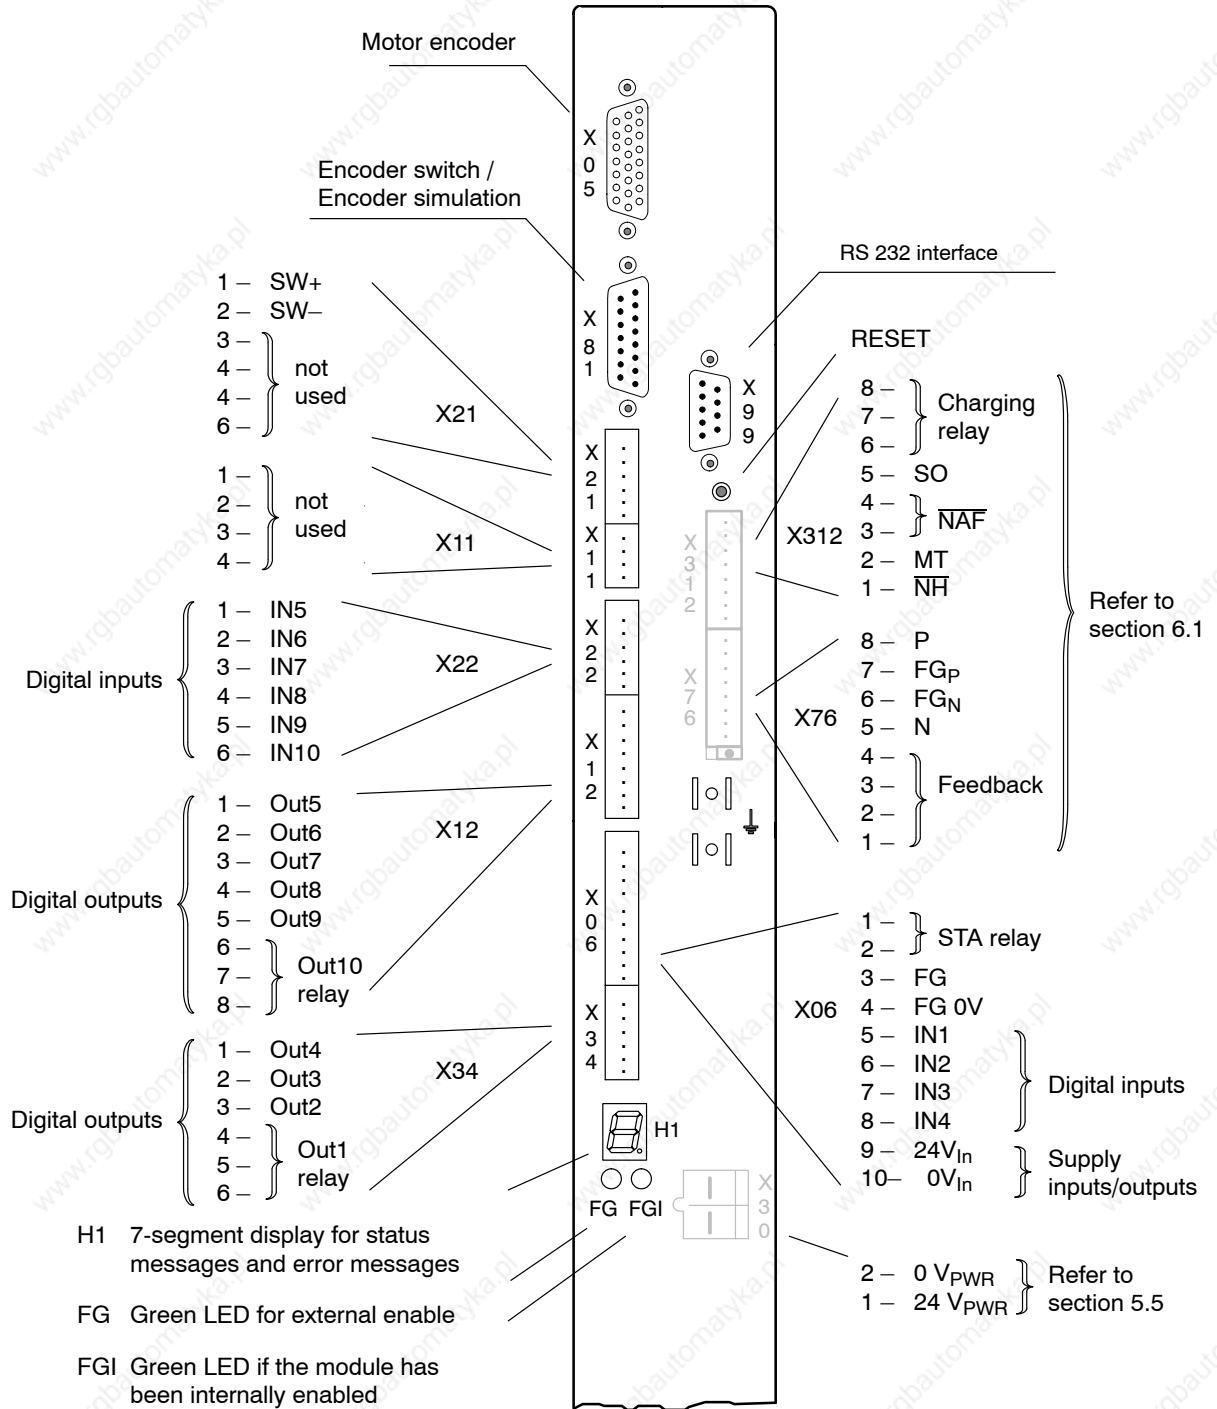 Motor encoder
X
0
5
Encoder switch /
Encoder simulation
X
8
1
RS 232 interface
X
9
9
RESET
1 – SW+
2 – SW–
3 –
4 –
4 –
6 –
not
used
X21
X
2
1
1 –
2 –
3 –
4 –
not
used
X11
X
1
1
Digital inputs
1 – IN5
2 – IN6
3 – IN7
4 – IN8
5 – IN9
6 – IN10
X22
X
2
2
Digital outputs
1 – Out5
2 – Out6
3 – Out7
4 – Out8
5 – Out9
6 –
7 –
8 –
Out10
relay
X12
X
1
2
Digital outputs
1 – Out4
2 – Out3
3 – Out2
4 –
5 –
6 –
Out1
relay
X34
X
0
6
X
3
4
8 –
7 –
6 –
Charging
relay
5 – SO
4 –
3 –
NAF
2 – MT
1 – NH
X312
X
3
1
2
8 – P
7 – FGP
6 – FGN
5 – N
4 –
3 –
2 –
1 –
Feedback
X76
X
7
6
Refer to
section 6.1
1 –
2 –
STA relay
3 – FG
4 – FG 0V
5 – IN1
6 – IN2
7 – IN3
8 – IN4
Digital inputs
9 – 24VIn
10– 0VIn
Supply
inputs/outputs
X06
H1
FG FGI
X
3
0
2 – 0 VPWR
1 – 24 VPWR
Refer to
section 5.5
H1 7-segment display for status
messages and error messages
FG Green LED for external enable
FGI Green LED if the module has
been internally enabled
www.rgbautomatyka.pl